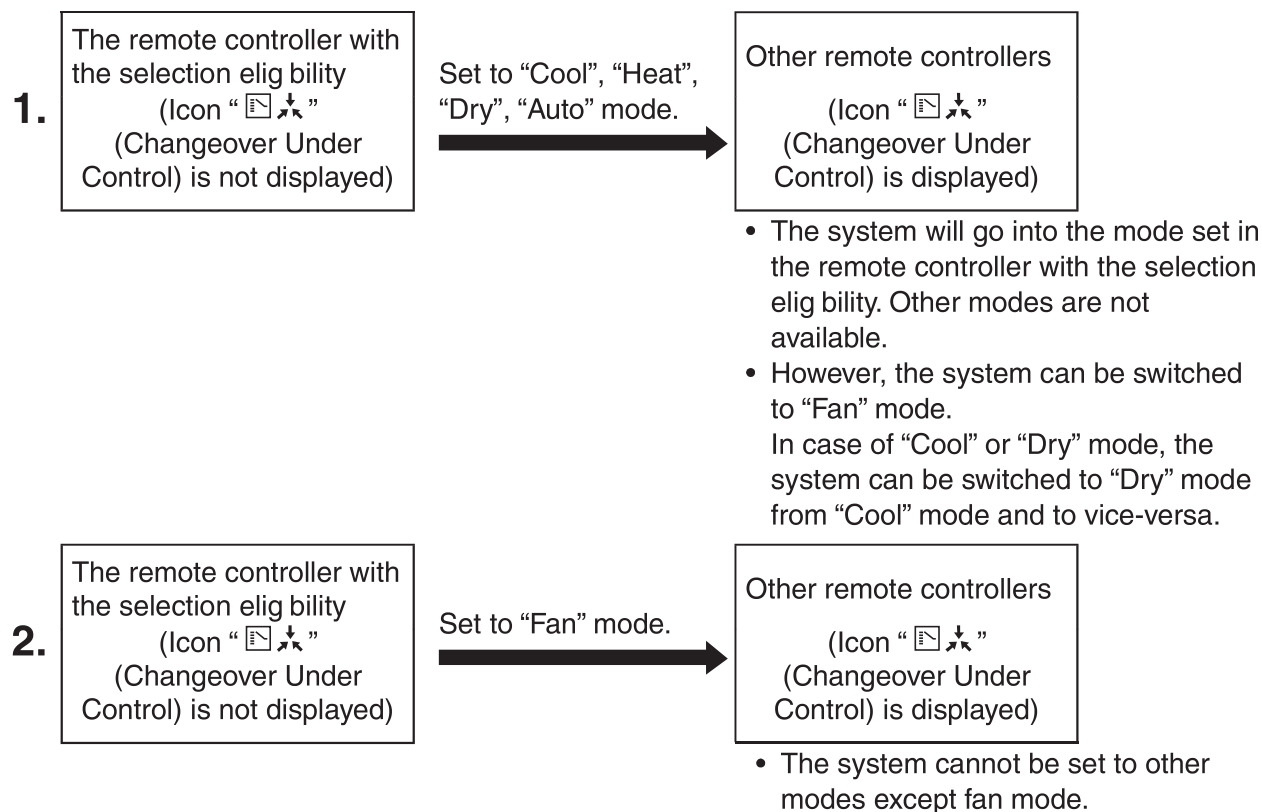 1.
The remote controller with
the selection elig bility
(Icon “ ”
(Changeover Under
Control) is not displayed)
Set to “Cool”, “Heat”,
“Dry”, “Auto” mode.
Other remote controllers
(Icon “ ”
(Changeover Under
Control) is displayed)
• The system will go into the mode set in
the remote controller with the selection
elig bility. Other modes are not
available.
• However, the system can be switched
to “Fan” mode.
In case of “Cool” or “Dry” mode, the
system can be switched to “Dry” mode
from “Cool” mode and to vice-versa.
2.
The remote controller with
the selection elig bility
(Icon “ ”
(Changeover Under
Control) is not displayed)
Set to “Fan” mode.
Other remote controllers
(Icon “ ”
(Changeover Under
Control) is displayed)
• The system cannot be set to other
modes except fan mode.